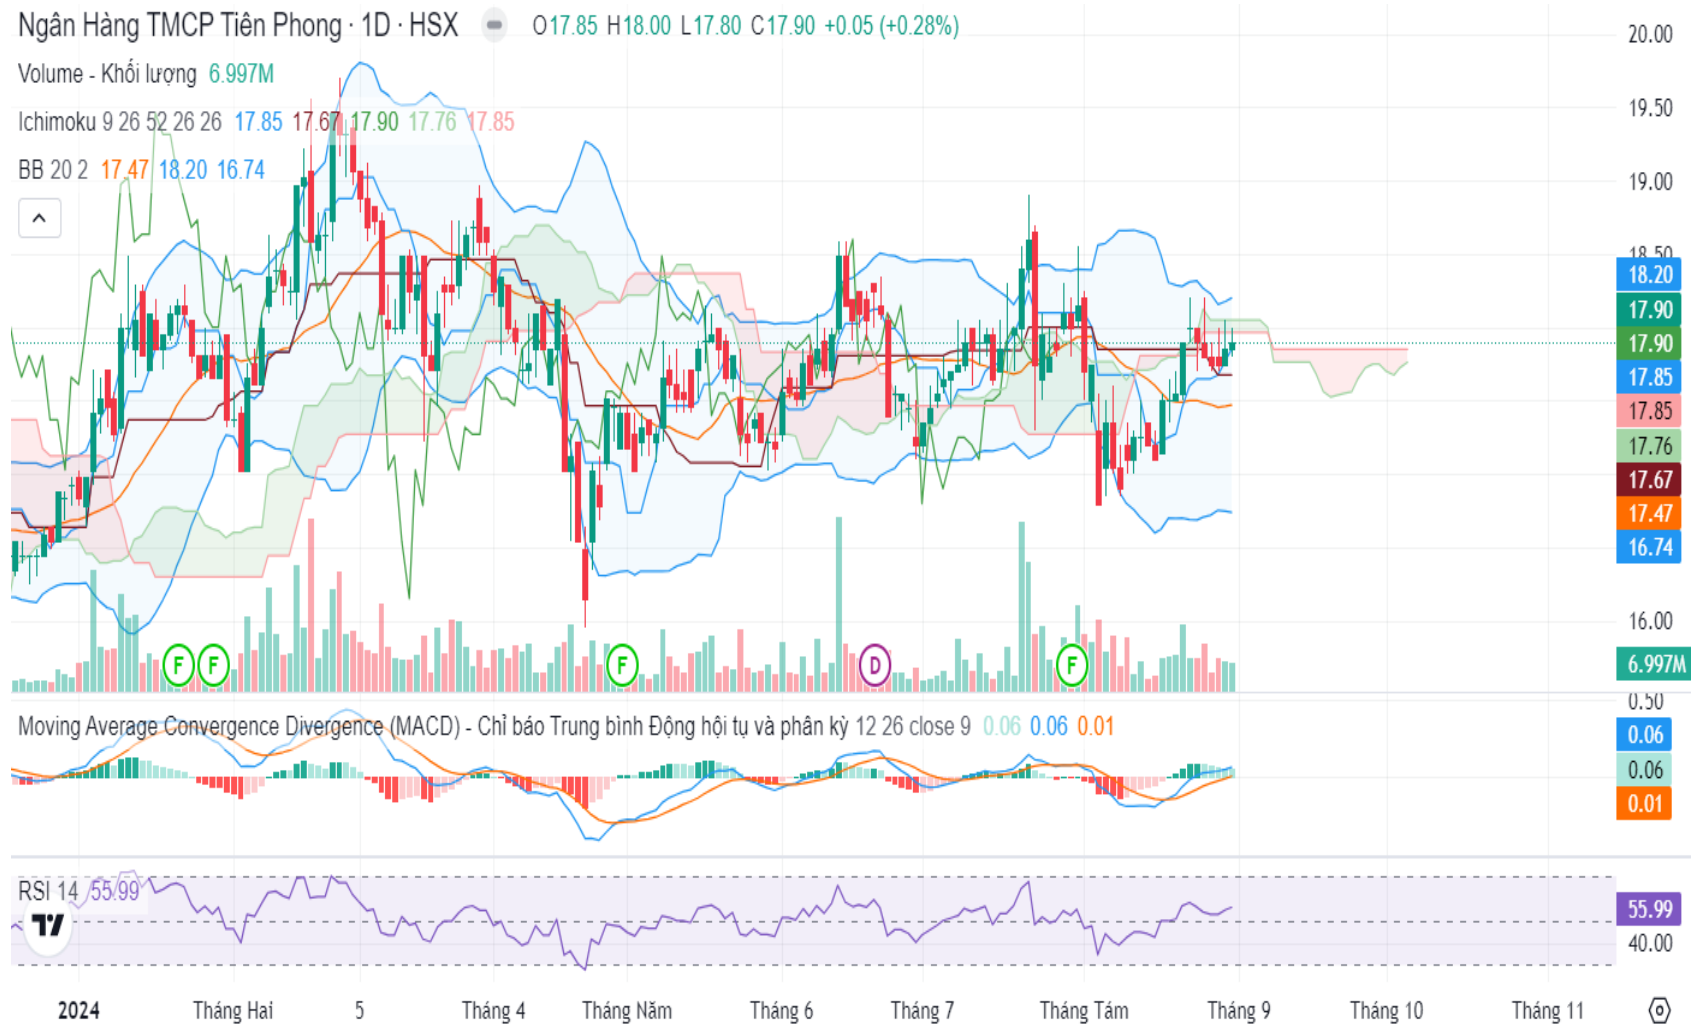 Ngân Hàng TMCP Tiên Phong · 1D · HSX O17.85 H18.00 L17.80 C17.90 +0.05 (+0.28%)
Volume - Khối lượng 6.997M
Ichimoku 9 26 52 26 26 17.85 17.67 17.90 17.76 17.85
BB 20 2 17.47 18.20 16.74
20.00
19.50
19.00
18.50
18.20
17.90
17.90
17.85
17.85
17.76
17.67
17.47
16.74
16.00
6.997M
F F F D F
0.50
Moving Average Convergence Divergence (MACD) - Chỉ báo Trung bình Động hội tụ và phân kỳ 12 26 close 9 0.06 0.06 0.01
0.06
0.06
0.01
RSI 14 55.99
55.99
40.00
2024 Tháng Hai 5 Tháng 4 Tháng Năm Tháng 6 Tháng 7 Tháng Tám Tháng 9 Tháng 10 Tháng 11